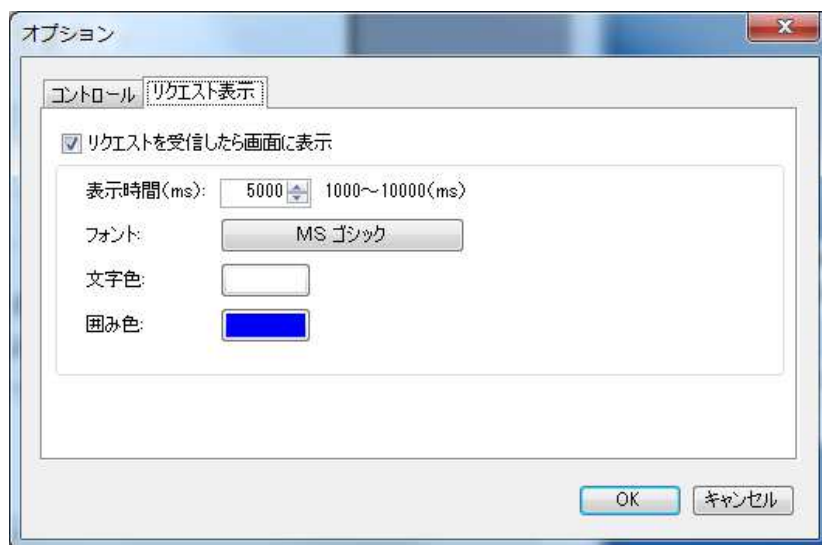 オプション
コントロール リクエスト表示
リクエストを受信したら画面に表示
表示時間(ms): 5000 1000～10000(ms)
フォント: MS ゴシック
文字色:
囲み色:
OK キャンセル